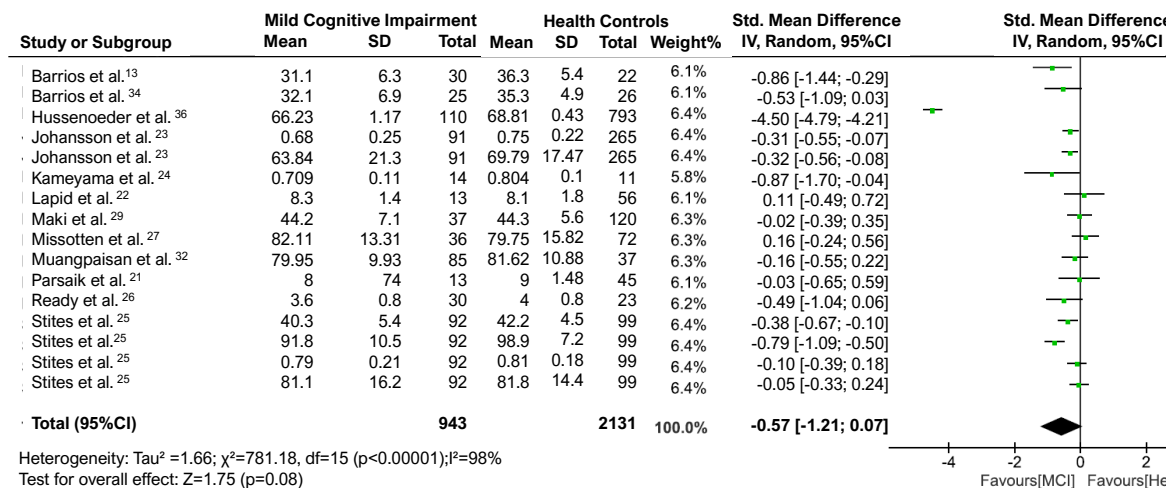 Mild Cognitive Impairment Health Controls Std. Mean Difference Std. Mean Difference
Study or Subgroup Mean SD Total Mean SD Total Weight% IV, Random, 95%CI IV, Random, 95%CI
Barrios et al.¹³ 31.1 6.3 30 36.3 5.4 22 6.1% -0.86 [-1.44; -0.29]
Barrios et al. ³⁴ 32.1 6.9 25 35.3 4.9 26 6.1% -0.53 [-1.09; 0.03]
Hussenoeder et al. ³⁶ 66.23 1.17 110 68.81 0.43 793 6.4% -4.50 [-4.79; -4.21]
Johansson et al. ²³ 0.68 0.25 91 0.75 0.22 265 6.4% -0.31 [-0.55; -0.07]
Johansson et al. ²³ 63.84 21.3 91 69.79 17.47 265 6.4% -0.32 [-0.56; -0.08]
Kameyama et al. ²⁴ 0.709 0.11 14 0.804 0.1 11 5.8% -0.87 [-1.70; -0.04]
Lapid et al. ²² 8.3 1.4 13 8.1 1.8 56 6.1% 0.11 [-0.49; 0.72]
Maki et al. ²⁹ 44.2 7.1 37 44.3 5.6 120 6.3% -0.02 [-0.39; 0.35]
Missotten et al. ²⁷ 82.11 13.31 36 79.75 15.82 72 6.3% 0.16 [-0.24; 0.56]
Muangpaisan et al. ³² 79.95 9.93 85 81.62 10.88 37 6.3% -0.16 [-0.55; 0.22]
Parsaik et al. ²¹ 8 74 13 9 1.48 45 6.1% -0.03 [-0.65; 0.59]
Ready et al. ²⁶ 3.6 0.8 30 4 0.8 23 6.2% -0.49 [-1.04; 0.06]
Stites et al. ²⁵ 40.3 5.4 92 42.2 4.5 99 6.4% -0.38 [-0.67; -0.10]
Stites et al.²⁵ 91.8 10.5 92 98.9 7.2 99 6.4% -0.79 [-1.09; -0.50]
Stites et al. ²⁵ 0.79 0.21 92 0.81 0.18 99 6.4% -0.10 [-0.39; 0.18]
Stites et al. ²⁵ 81.1 16.2 92 81.8 14.4 99 6.4% -0.05 [-0.33; 0.24]
Total (95%CI) 943 2131 100.0% -0.57 [-1.21; 0.07]
Heterogeneity: Tau² =1.66; χ²=781.18, df=15 (p<0.00001);I²=98%
-4 -2 0 2
Test for overall effect: Z=1.75 (p=0.08) Favours[MCI] Favours[He